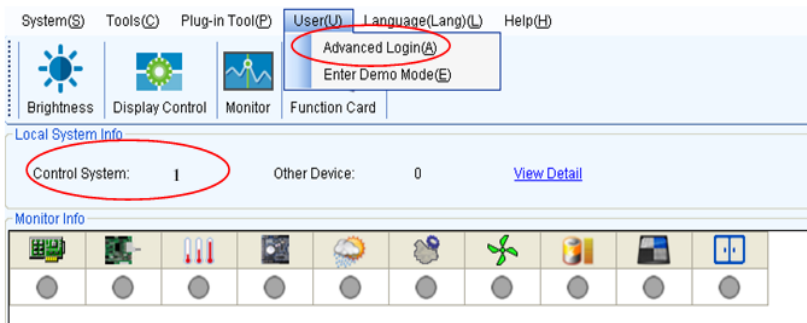 System(S) Tools(C) Plug-in Tool(P) User(U) Language(Lang)(L) Help(H)
Advanced Login(A)
Enter Demo Mode(E)
Brightness Display Control Monitor Function Card
Local System Info
Control System: 1 Other Device: 0 View Detail
Monitor Info